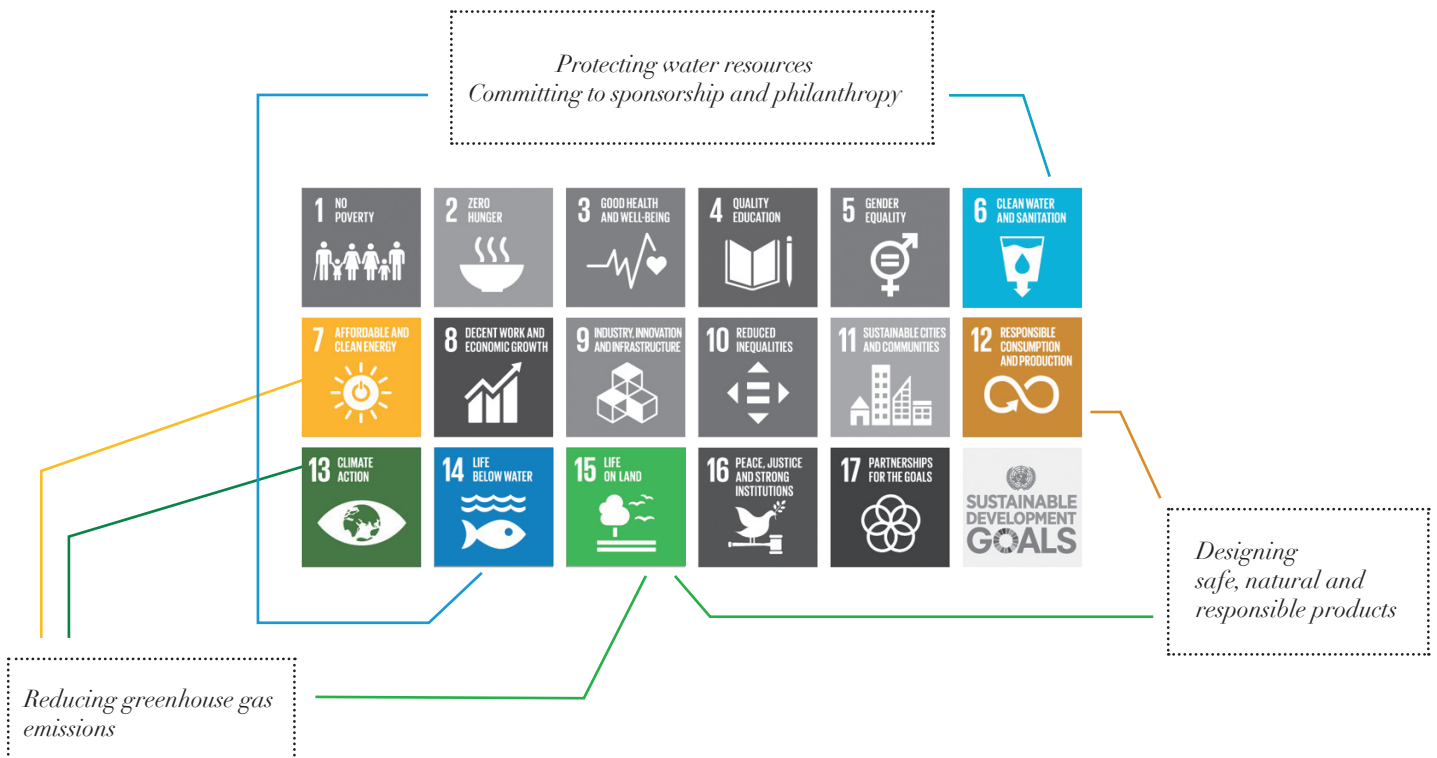 Protecting water resources
Committing to sponsorship and philanthropy
1 NO
POVERTY
2 ZERO
HUNGER
3 GOOD HEALTH
AND WELL-BEING
4 QUALITY
EDUCATION
5 GENDER
EQUALITY
6 CLEAN WATER
AND SANITATION
7 AFFORDABLE AND
CLEAN ENERGY
8 DECENT WORK AND
ECONOMIC GROWTH
9 INDUSTRY, INNOVATION
AND INFRASTRUCTURE
10 REDUCED
INEQUALITIES
11 SUSTAINABLE CITIES
AND COMMUNITIES
12 RESPONSIBLE
CONSUMPTION
AND PRODUCTION
13 CLIMATE
ACTION
14 LIFE
BELOW WATER
15 LIFE
ON LAND
16 PEACE, JUSTICE
AND STRONG
INSTITUTIONS
17 PARTNERSHIPS
FOR THE GOALS
SUSTAINABLE
DEVELOPMENT
GOALS
Designing
safe, natural and
responsible products
Reducing greenhouse gas
emissions